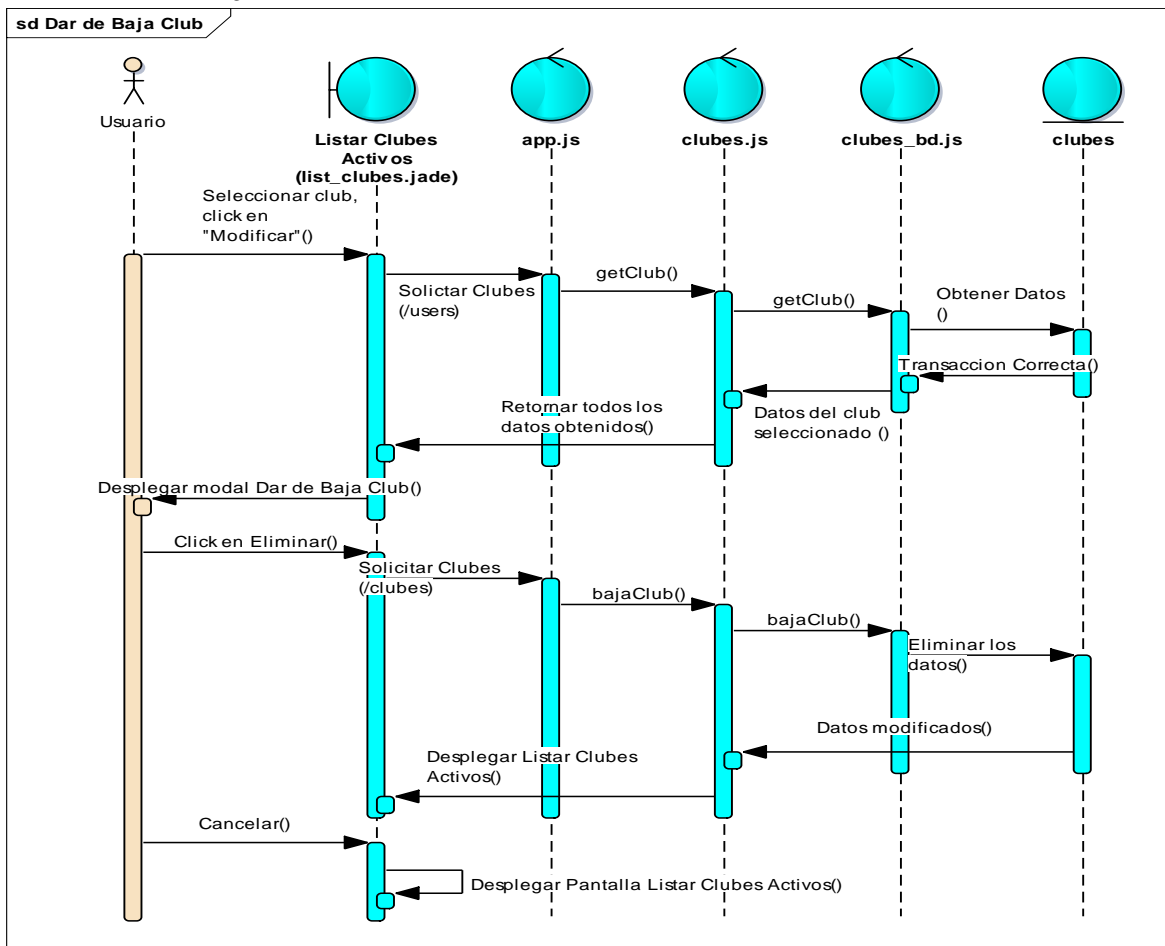 sd Dar de Baja Club
Usuario
Listar Clubes
Activos
(list_clubes.jade)
app.js
clubes.js
clubes_bd.js
clubes
Seleccionar club,
click en
"Modificar"()
Solictar Clubes
(/users)
getClub()
getClub()
Obtener Datos
()
Transaccion Correcta()
Datos del club
seleccionado ()
Retornar todos los
datos obtenidos()
Desplegar modal Dar de Baja Club()
Click en Eliminar()
Solicitar Clubes
(/clubes)
bajaClub()
bajaClub()
Eliminar los
datos()
Datos modificados()
Desplegar Listar Clubes
Activos()
Cancelar()
Desplegar Pantalla Listar Clubes Activos()